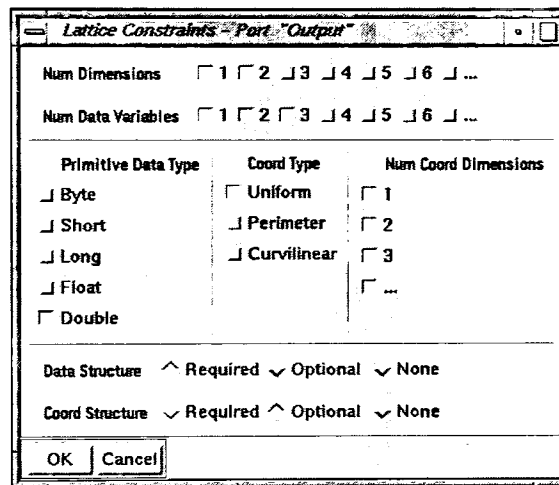 Lattice Constraints - Port "Output"
Num Dimensions 1 2 3 4 5 6 ...
Num Data Variables 1 2 3 4 5 6 ...
Primitive Data Type
Byte
Short
Long
Float
Double
Coord Type
Uniform
Perimeter
Curvilinear
Num Coord Dimensions
1
2
3
...
Data Structure Required Optional None
Coord Structure Required Optional None
OK Cancel